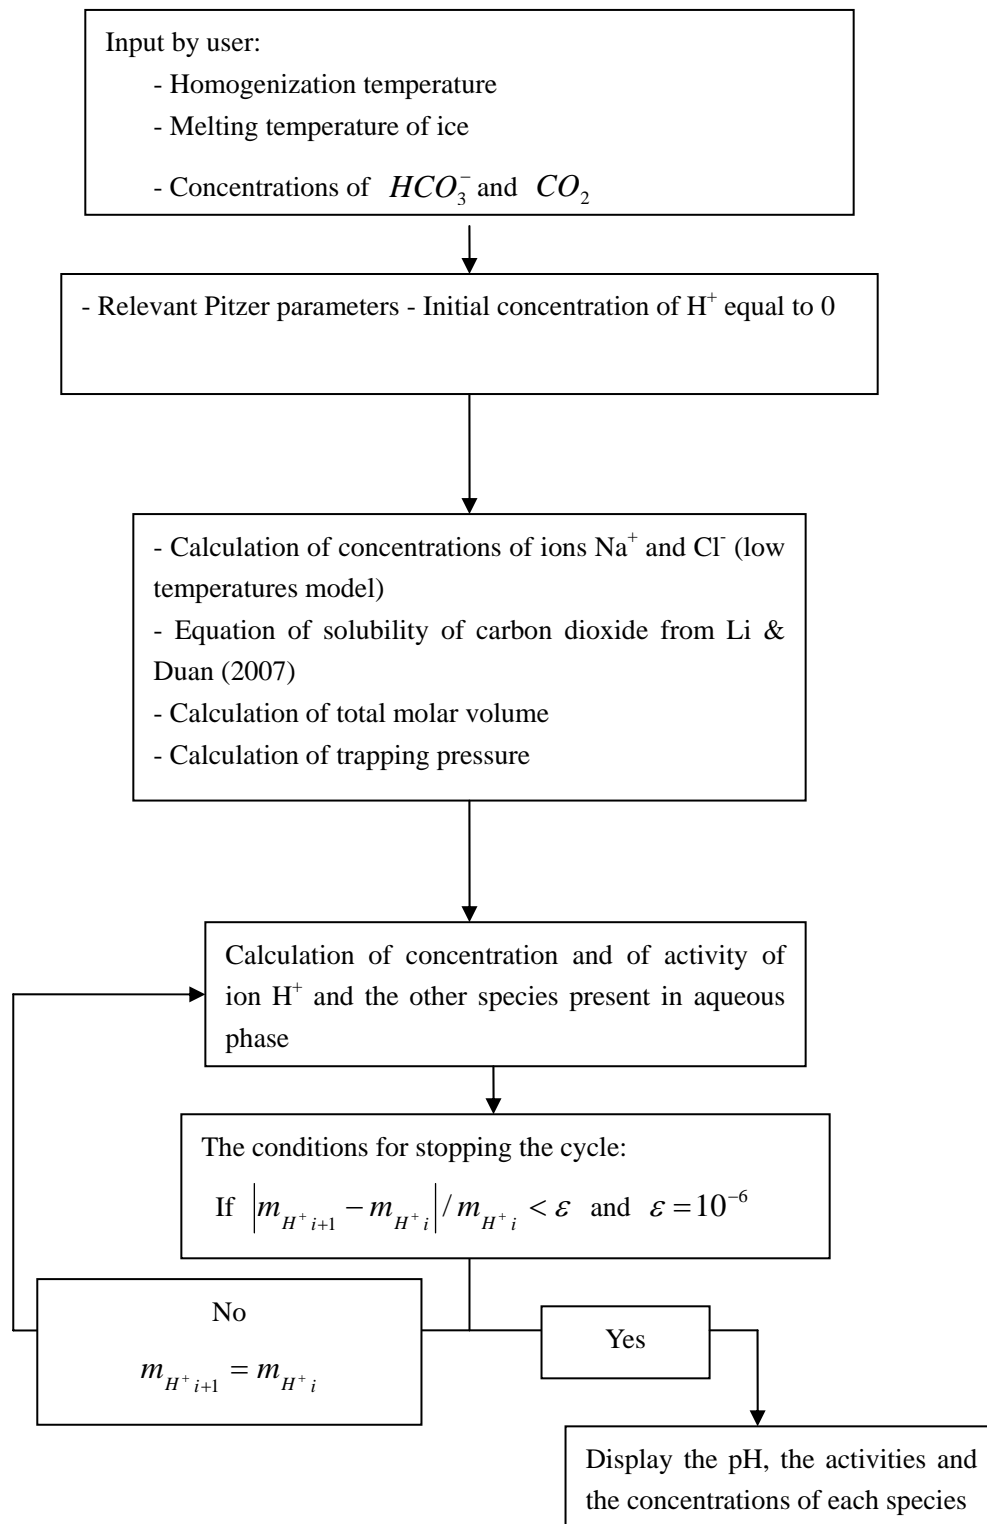 Input by user:
- Homogenization temperature
- Melting temperature of ice
- Concentrations of HCO₃⁻ and CO₂
- Relevant Pitzer parameters - Initial concentration of H⁺ equal to 0
- Calculation of concentrations of ions Na⁺ and Cl⁻ (low
temperatures model)
- Equation of solubility of carbon dioxide from Li &
Duan (2007)
- Calculation of total molar volume
- Calculation of trapping pressure
Calculation of concentration and of activity of
ion H⁺ and the other species present in aqueous
phase
The conditions for stopping the cycle:
If |m_{H⁺ i+1} − m_{H⁺ i}| / m_{H⁺ i} < ε and ε = 10⁻⁶
No
m_{H⁺ i+1} = m_{H⁺ i}
Yes
Display the pH, the activities and
the concentrations of each species